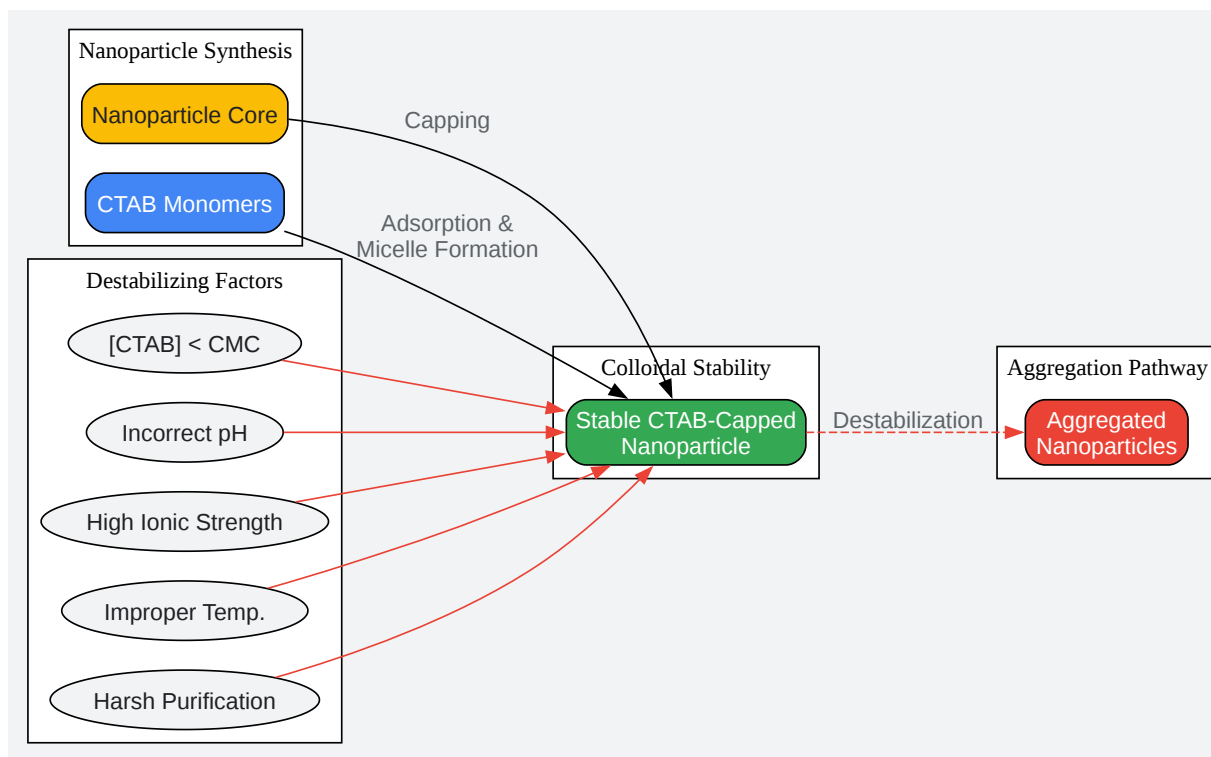 Nanoparticle Synthesis
Nanoparticle Core
CTAB Monomers
Capping
Adsorption &
Micelle Formation
Destabilizing Factors
[CTAB] < CMC
Incorrect pH
High Ionic Strength
Improper Temp.
Harsh Purification
Colloidal Stability
Stable CTAB-Capped
Nanoparticle
Destabilization
Aggregation Pathway
Aggregated
Nanoparticles